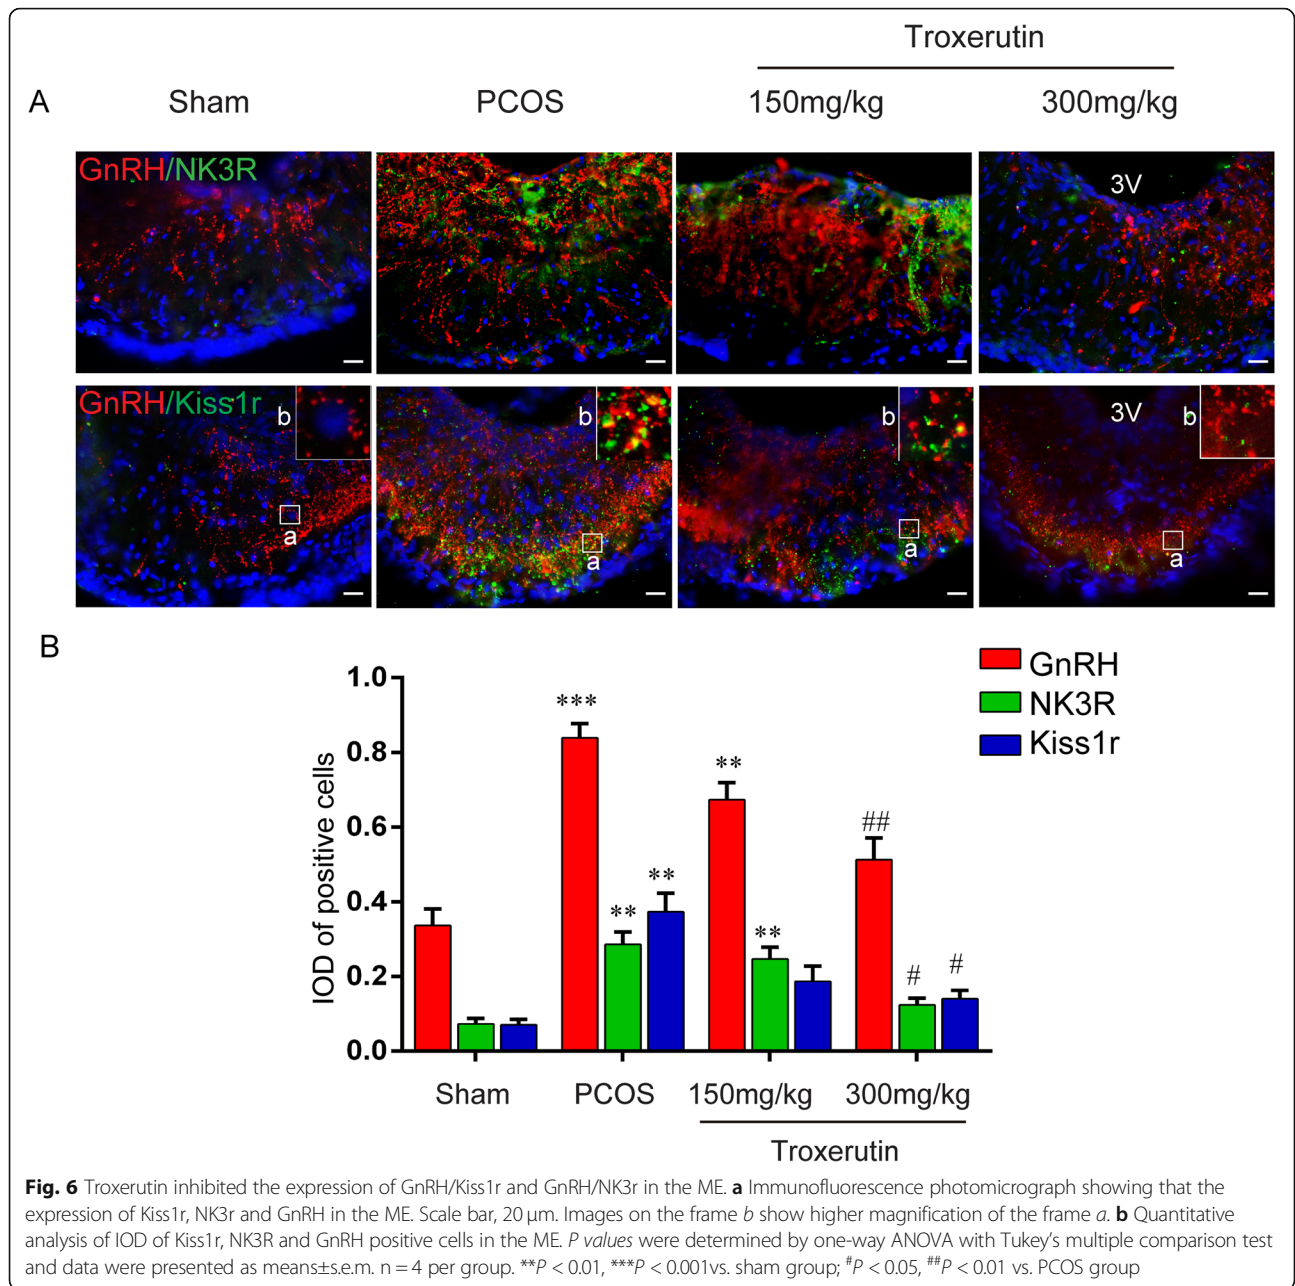 Troxerutin
A Sham PCOS 150mg/kg 300mg/kg
GnRH/NK3R 3V
GnRH/Kiss1r b b b 3V b
a a a a
B
GnRH
NK3R
Kiss1r
IOD of positive cells
1.0
0.8
0.6
0.4
0.2
0.0
*** ** **
** **
## # #
Sham PCOS 150mg/kg 300mg/kg
Troxerutin
Fig. 6 Troxerutin inhibited the expression of GnRH/Kiss1r and GnRH/NK3r in the ME. a Immunofluorescence photomicrograph showing that the
expression of Kiss1r, NK3r and GnRH in the ME. Scale bar, 20 μm. Images on the frame b show higher magnification of the frame a. b Quantitative
analysis of IOD of Kiss1r, NK3R and GnRH positive cells in the ME. P values were determined by one-way ANOVA with Tukey's multiple comparison test
and data were presented as means±s.e.m. n = 4 per group. **P < 0.01, ***P < 0.001vs. sham group; #P < 0.05, ##P < 0.01 vs. PCOS group